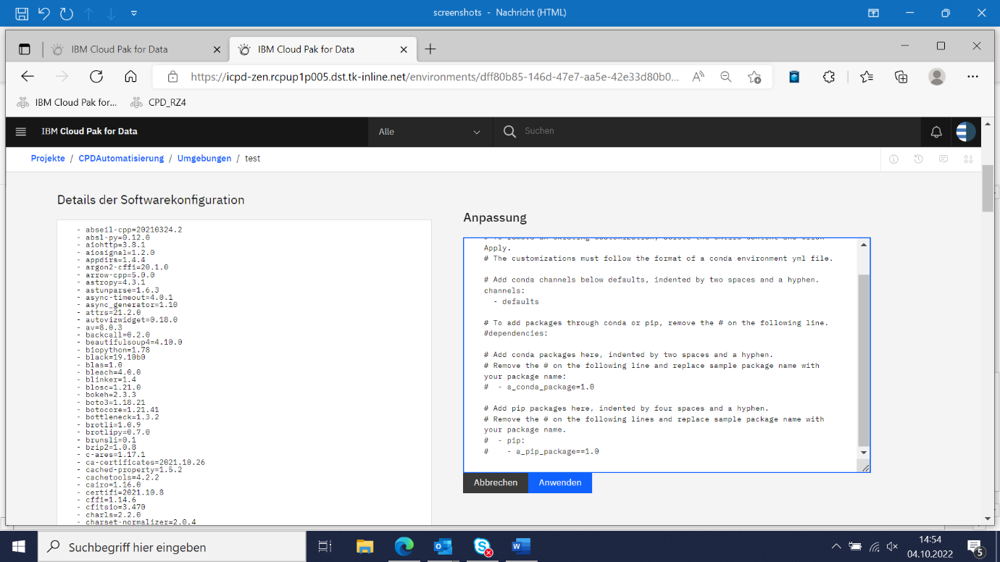 screenshots - Nachricht (HTML)
IBM Cloud Pak for Data
IBM Cloud Pak for Data
https://icpd-zen.rcpup1p005.dst.tk-inline.net/environments/dff80b85-146d-47e7-aa5e-42e33d80b0...
IBM Cloud Pak for...
CPD_RZ4
IBM Cloud Pak for Data
Alle
Suchen
Projekte / CPDAutomatisierung / Umgebungen / test
Details der Softwarekonfiguration
- abseil-cpp=20210324.2
- absl-py=0.12.0
- aiohttp=3.8.1
- aiosignal=1.2.0
- appdirs=1.4.4
- argon2-cffi=20.1.0
- arrow-cpp=5.0.0
- astropy=4.3.1
- astunparse=1.6.3
- async-timeout=4.0.1
- async_generator=1.10
- attrs=21.2.0
- autovizwidget=0.18.0
- av=8.0.3
- backcall=0.2.0
- beautifulsoup4=4.10.0
- biopython=1.78
- black=19.10b0
- blas=1.0
- bleach=4.0.0
- blinker=1.4
- blosc=1.21.0
- bokeh=2.3.3
- boto3=1.18.21
- botocore=1.21.41
- bottleneck=1.3.2
- brotli=1.0.9
- brotlipy=0.7.0
- brunsli=0.1
- bzip2=1.0.8
- c-ares=1.17.1
- ca-certificates=2021.10.26
- cached-property=1.5.2
- cachetools=4.2.2
- cairo=1.16.0
- certifi=2021.10.8
- cffi=1.14.6
- cfitsio=3.470
- charls=2.2.0
- charset-normalizer=2.0.4
Anpassung
# To remove an existing customization, delete the entire content and click
Apply.
# The customizations must follow the format of a conda environment yml file.
# Add conda channels below defaults, indented by two spaces and a hyphen.
channels:
- defaults
# To add packages through conda or pip, remove the # on the following line.
#dependencies:
# Add conda packages here, indented by two spaces and a hyphen.
# Remove the # on the following line and replace sample package name with
your package name:
# - a_conda_package=1.0
# Add pip packages here, indented by four spaces and a hyphen.
# Remove the # on the following lines and replace sample package name with
your package name.
# - pip:
# - a_pip_package==1.0
Abbrechen
Anwenden
Suchbegriff hier eingeben
14:54
04.10.2022
5